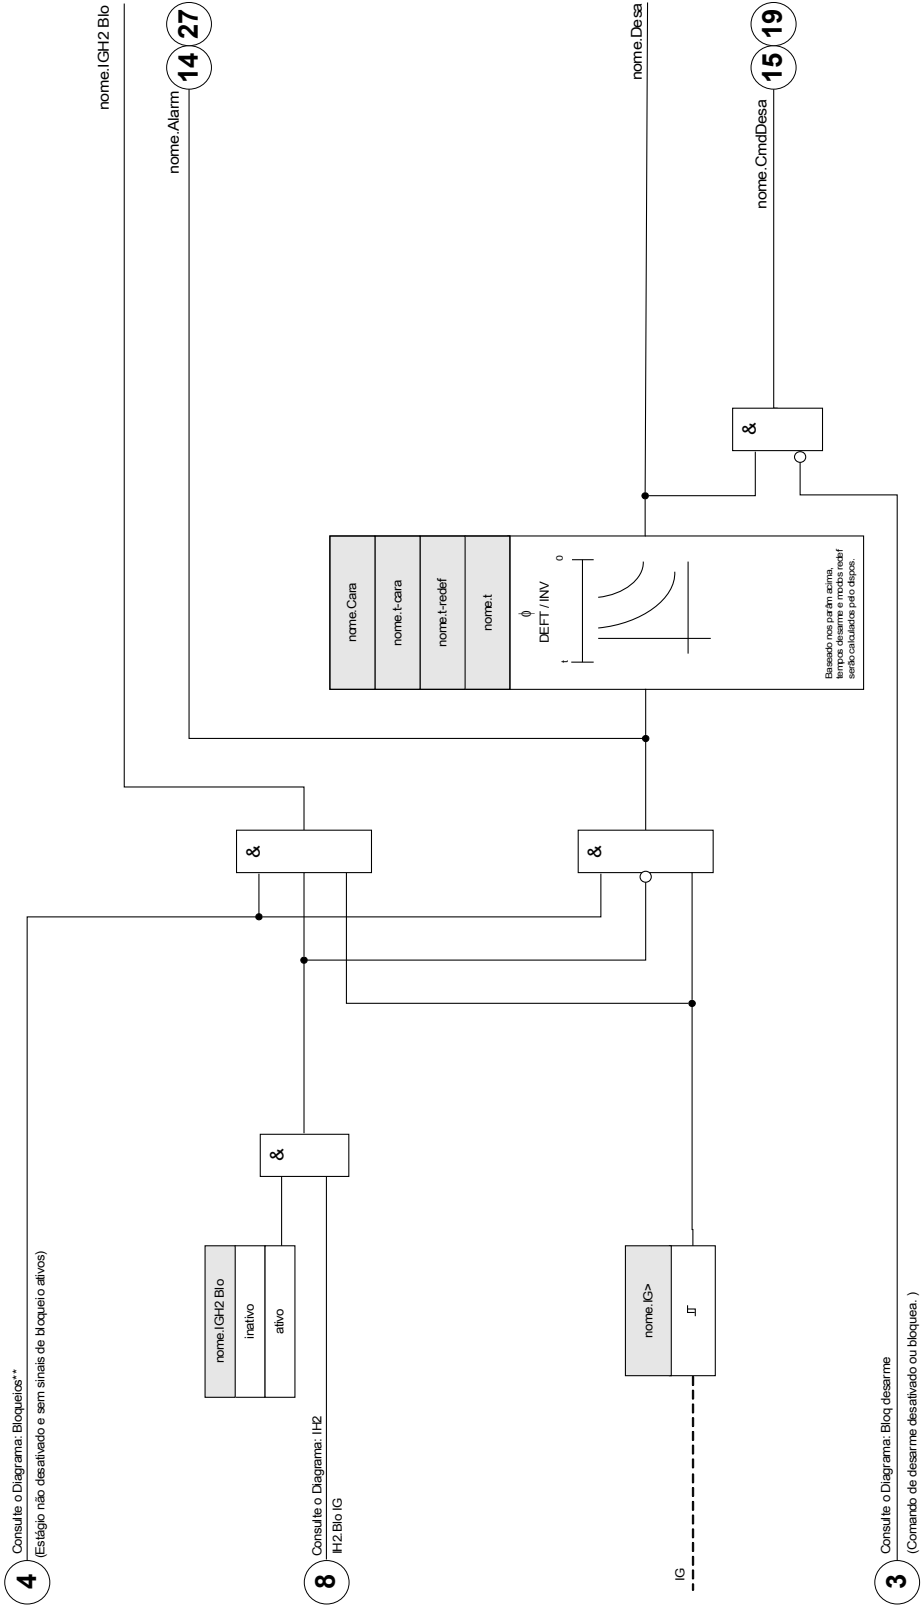 4
Consulte o Diagrama: Bloqueios**
(Estágio não desativado e sem sinais de bloqueio ativos)
nome.IGH2 Blo
inativo
ativo
8
Consulte o Diagrama: IH2
IH2.Blo IG
&
&
nome.IGH2 Blo
nome.Alarm
14
27
IG
nome.IG>
&
nome.Cara
nome.t-cara
nome.t-redef
nome.t
ϕ
DEFT / INV
t
0
Baseado nos parâm acima,
tempos desarme e modos redef
serão calculados pelo dispos.
nome.Desa
&
nome.CmdDesa
15
19
3
Consulte o Diagrama: Bloq desarme
(Comando de desarme desativado ou bloquea. )